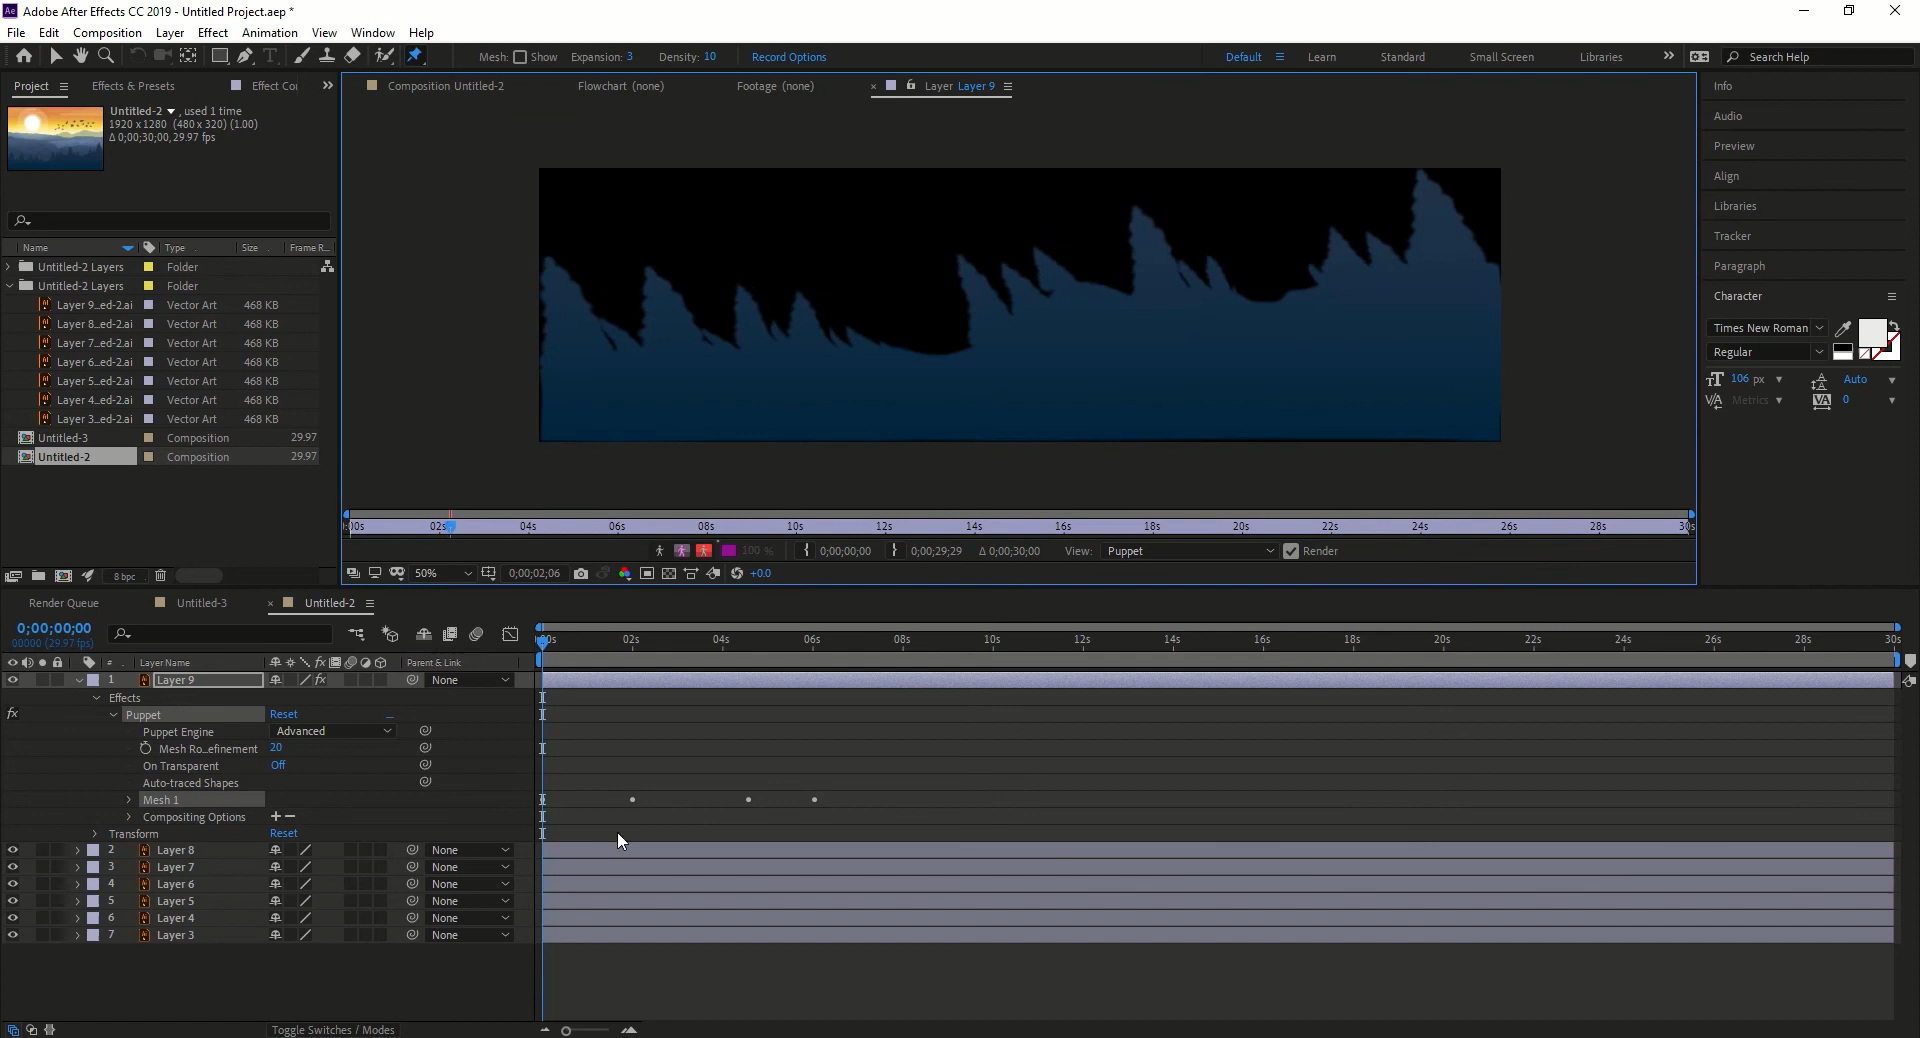 Adobe After Effects CC 2019 - Untitled Project.aep *
File Edit Composition Layer Effect Animation View Window Help
Mesh: Show Expansion: 3 Density: 10 Record Options
Default Learn Standard Small Screen Libraries Search Help
Project Effects & Presets Effect Coi
Composition Untitled-2 Flowchart (none) Footage (none) Layer Layer 9
Untitled-2 , used 1 time
1920 x 1280 (480 x 320) (1.00)
Δ 0;00;30;00, 29.97 fps
Name Type Size Frame R...
Untitled-2 Layers Folder
Untitled-2 Layers Folder
Layer 9...ed-2.ai Vector Art 468 KB
Layer 8...ed-2.ai Vector Art 468 KB
Layer 7...ed-2.ai Vector Art 468 KB
Layer 6...ed-2.ai Vector Art 468 KB
Layer 5...ed-2.ai Vector Art 468 KB
Layer 4...ed-2.ai Vector Art 468 KB
Layer 3...ed-2.ai Vector Art 468 KB
Untitled-3 Composition 29.97
Untitled-2 Composition 29.97
8 bpc
:00s 02s 04s 06s 08s 10s 12s 14s 16s 18s 20s 22s 24s 26s 28s 30s
100 % 0;00;00;00 0;00;29;29 Δ 0;00;30;00 View: Puppet Render
50% 0;00;02;06 +0.0
Info
Audio
Preview
Align
Libraries
Tracker
Paragraph
Character
Times New Roman
Regular
106 px Auto
Metrics 0
Render Queue Untitled-3 Untitled-2
0;00;00;00
00000 (29.97 fps)
:00s 02s 04s 06s 08s 10s 12s 14s 16s 18s 20s 22s 24s 26s 28s 30s
# Layer Name Parent & Link
1 Layer 9 None
Effects
Puppet Reset
Puppet Engine Advanced
Mesh Ro...efinement 20
On Transparent Off
Auto-traced Shapes
Mesh 1
Compositing Options
Transform Reset
2 Layer 8 None
3 Layer 7 None
4 Layer 6 None
5 Layer 5 None
6 Layer 4 None
7 Layer 3 None
Toggle Switches / Modes